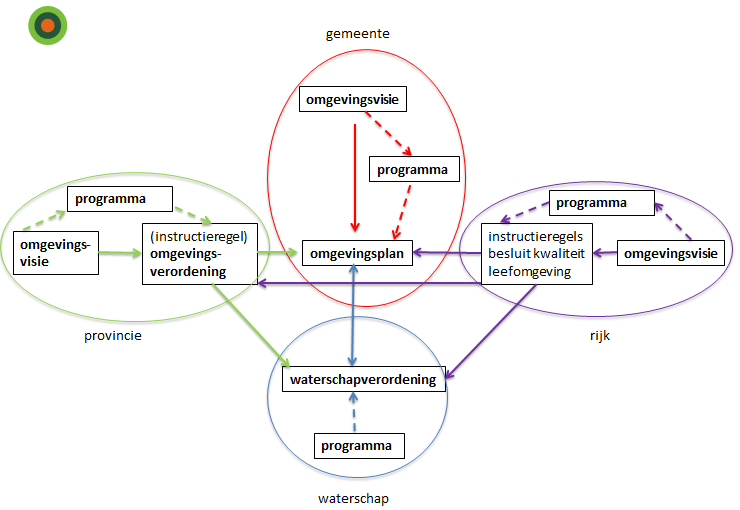 gemeente
omgevingsvisie
programma
omgevingsplan
programma
omgevings-
visie
(instructieregel)
omgevings-
verordening
provincie
programma
instructieregels
besluit kwaliteit
leefomgeving
omgevingsvisie
rijk
waterschapverordening
programma
waterschap